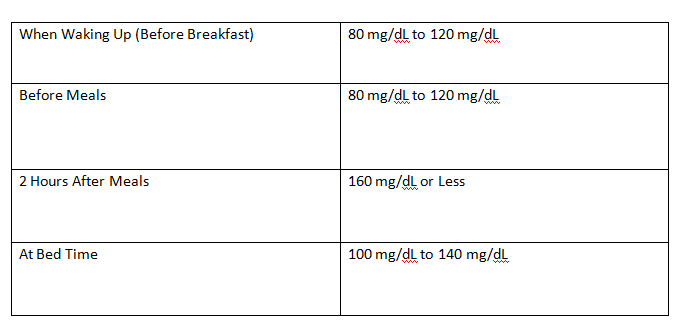 When Waking Up (Before Breakfast) 80 mg/dL to 120 mg/dL
Before Meals 80 mg/dL to 120 mg/dL
2 Hours After Meals 160 mg/dL or Less
At Bed Time 100 mg/dL to 140 mg/dL